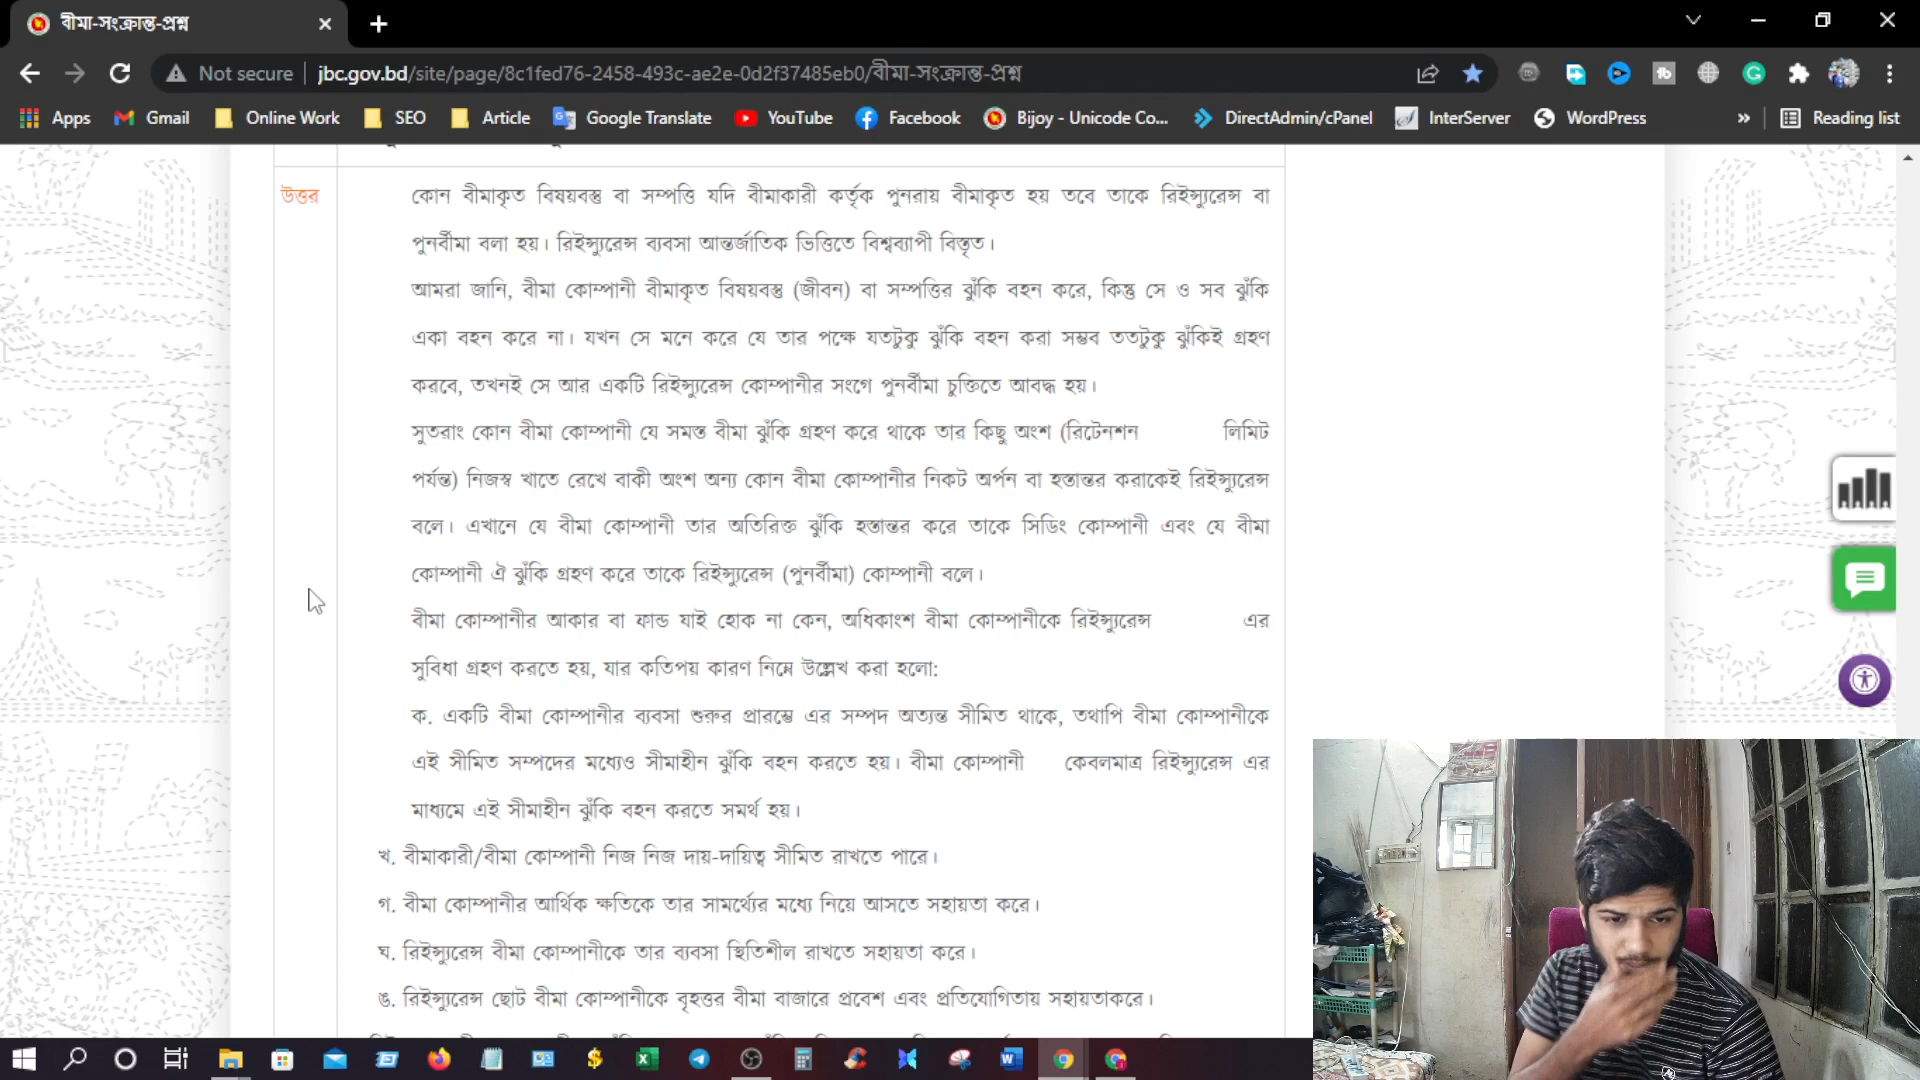 বীমা-সংক্রান্ত-প্রশ্ন
Not secure
jbc.gov.bd/site/page/8c1fed76-2458-493c-ae2e-0d2f37485eb0/বীমা-সংক্রান্ত-প্রশ্ন
Apps Gmail Online Work SEO Article Google Translate YouTube Facebook Bijoy - Unicode Co... DirectAdmin/cPanel InterServer WordPress » Reading list
উত্তর
কোন বীমাকৃত বিষয়বস্তু বা সম্পত্তি যদি বীমাকারী কর্তৃক পুনরায় বীমাকৃত হয় তবে তাকে রিইন্স্যুরেন্স বা
পুনর্বীমা বলা হয়। রিইন্স্যুরেন্স ব্যবসা আন্তর্জাতিক ভিত্তিতে বিশ্বব্যাপী বিস্তৃত।
আমরা জানি, বীমা কোম্পানী বীমাকৃত বিষয়বস্তু (জীবন) বা সম্পত্তির ঝুঁকি বহন করে, কিন্তু সে ও সব ঝুঁকি
একা বহন করে না। যখন সে মনে করে যে তার পক্ষে যতটুকু ঝুঁকি বহন করা সম্ভব ততটুকু ঝুঁকিই গ্রহণ
করবে, তখনই সে আর একটি রিইন্স্যুরেন্স কোম্পানীর সংগে পুনর্বীমা চুক্তিতে আবদ্ধ হয়।
সুতরাং কোন বীমা কোম্পানী যে সমস্ত বীমা ঝুঁকি গ্রহণ করে থাকে তার কিছু অংশ (রিটেনশন লিমিট
পর্যন্ত) নিজস্ব খাতে রেখে বাকী অংশ অন্য কোন বীমা কোম্পানীর নিকট অর্পন বা হস্তান্তর করাকেই রিইন্স্যুরেন্স
বলে। এখানে যে বীমা কোম্পানী তার অতিরিক্ত ঝুঁকি হস্তান্তর করে তাকে সিডিং কোম্পানী এবং যে বীমা
কোম্পানী ঐ ঝুঁকি গ্রহণ করে তাকে রিইন্স্যুরেন্স (পুনর্বীমা) কোম্পানী বলে।
বীমা কোম্পানীর আকার বা ফান্ড যাই হোক না কেন, অধিকাংশ বীমা কোম্পানীকে রিইন্স্যুরেন্স এর
সুবিধা গ্রহণ করতে হয়, যার কতিপয় কারণ নিম্নে উল্লেখ করা হলো:
ক. একটি বীমা কোম্পানীর ব্যবসা শুরুর প্রারম্ভে এর সম্পদ অত্যন্ত সীমিত থাকে, তথাপি বীমা কোম্পানীকে
এই সীমিত সম্পদের মধ্যেও সীমাহীন ঝুঁকি বহন করতে হয়। বীমা কোম্পানী কেবলমাত্র রিইন্স্যুরেন্স এর
মাধ্যমে এই সীমাহীন ঝুঁকি বহন করতে সমর্থ হয়।
খ. বীমাকারী/বীমা কোম্পানী নিজ নিজ দায়-দায়িত্ব সীমিত রাখতে পারে।
গ. বীমা কোম্পানীর আর্থিক ক্ষতিকে তার সামর্থ্যের মধ্যে নিয়ে আসতে সহায়তা করে।
ঘ. রিইন্স্যুরেন্স বীমা কোম্পানীকে তার ব্যবসা স্থিতিশীল রাখতে সহায়তা করে।
ঙ. রিইন্স্যুরেন্স ছোট বীমা কোম্পানীকে বৃহত্তর বীমা বাজারে প্রবেশ এবং প্রতিযোগিতায় সহায়তাকরে।